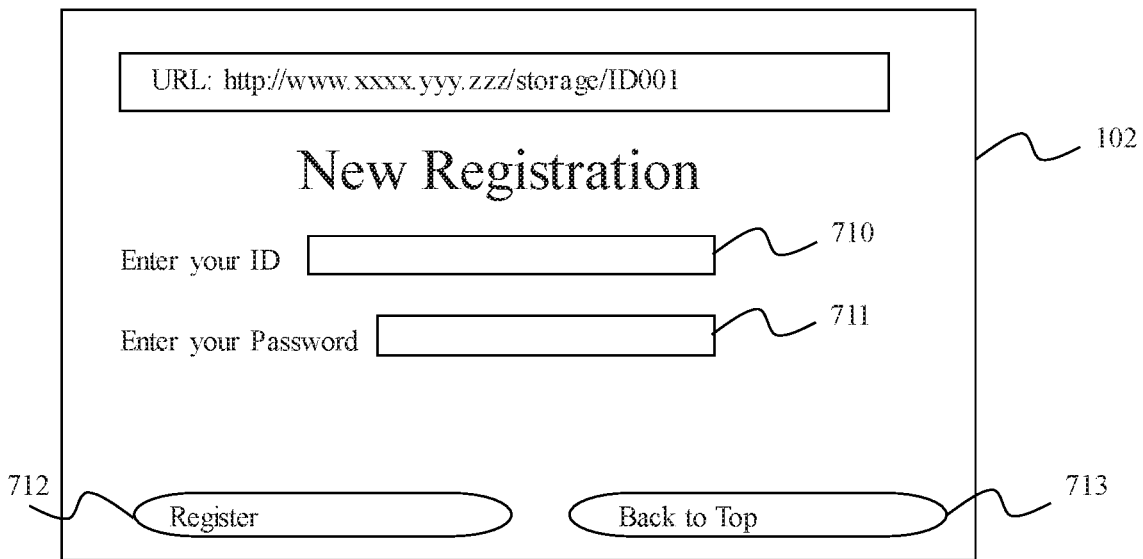 URL: http://www.xxxx.yyy.zzz/storage/ID001
102
New Registration
710
Enter your ID
711
Enter your Password
712
713
Register
Back to Top